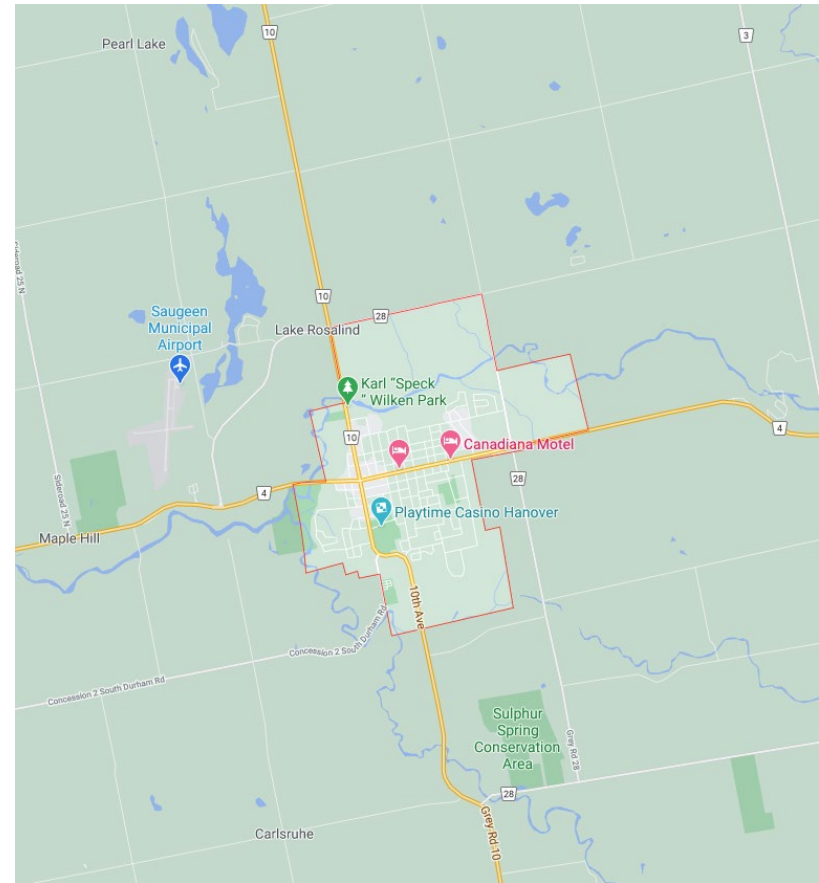 10
3
Pearl Lake
Sideroad 25 N
10
28
Saugeen
Municipal
Airport
Lake Rosalind
Karl “Speck
” Wilken Park
10
4
Canadiana Motel
28
4
Sideroad 25 N
Playtime Casino Hanover
Maple Hill
10th Ave
Concession 2 South Durham Rd
Concession 2 South Durham Rd
Sulphur
Spring
Conservation
Area
Grey Rd 28
28
Grey Rd 10
Carlsruhe